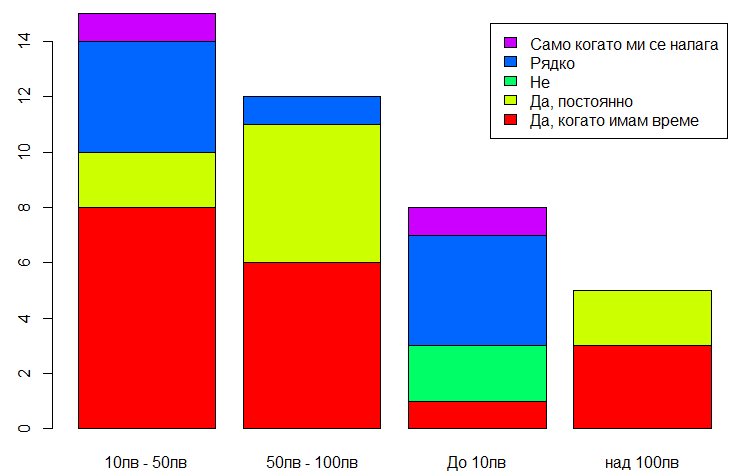 Само когато ми се налага
Рядко
Не
Да, постоянно
Да, когато имам време
14
12
10
8
6
4
2
0
10лв - 50лв
50лв - 100лв
До 10лв
над 100лв